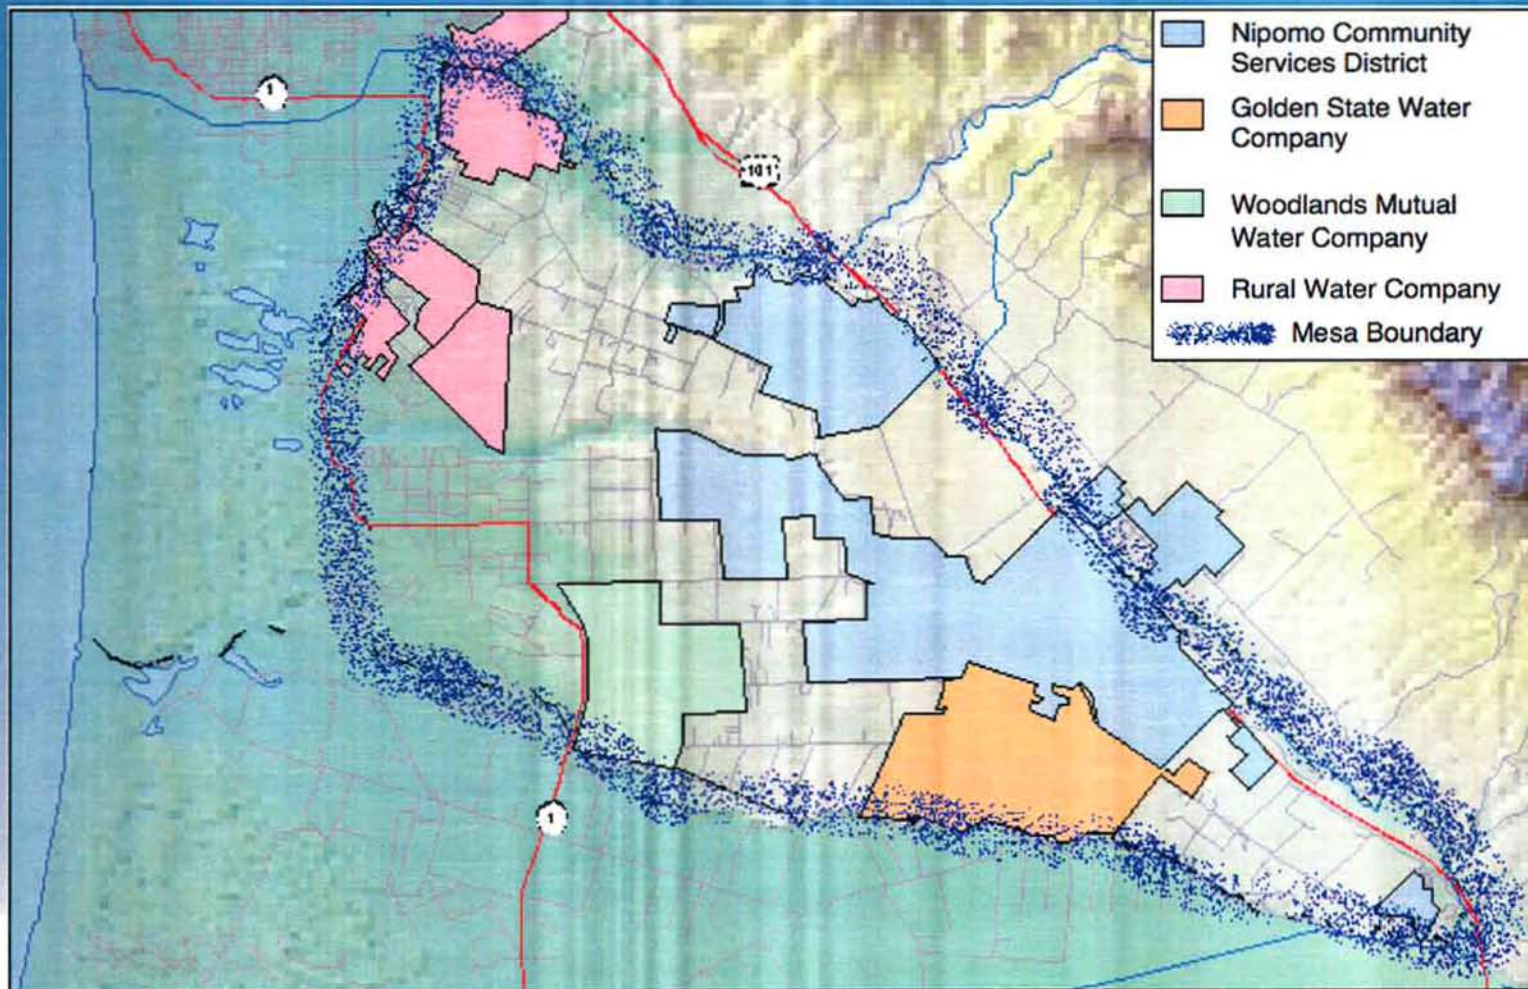 Nipomo Community
Services District
Golden State Water
Company
Woodlands Mutual
Water Company
Rural Water Company
Mesa Boundary
1
101
1